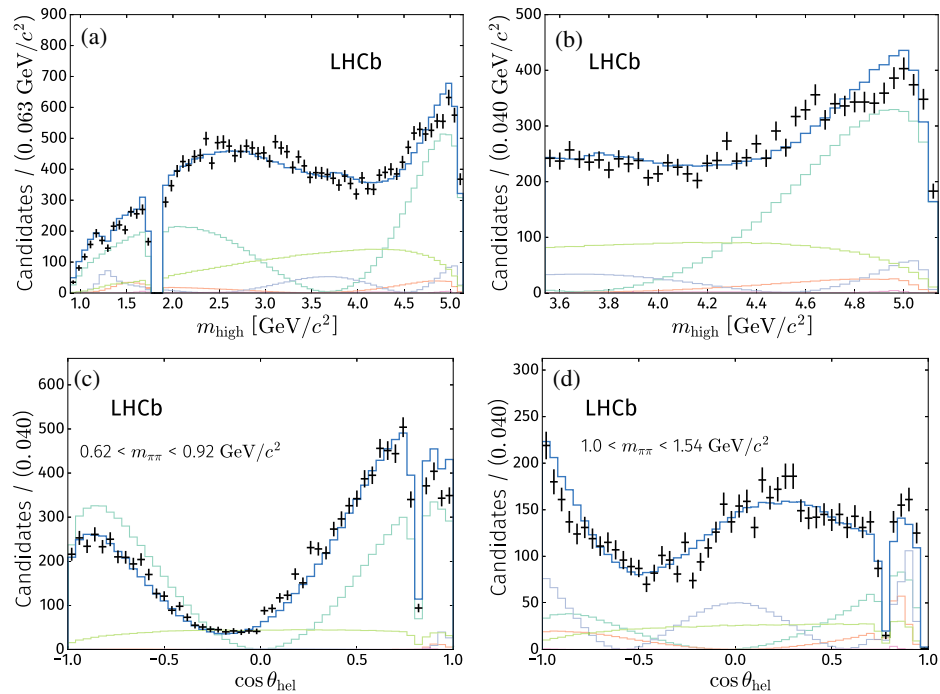 (a)
LHCb
Candidates / (0.063 GeV/c²)
900
800
700
600
500
400
300
200
100
0
1.0 1.5 2.0 2.5 3.0 3.5 4.0 4.5 5.0
m_high [GeV/c²]
(b)
LHCb
Candidates / (0.040 GeV/c²)
500
400
300
200
100
0
3.6 3.8 4.0 4.2 4.4 4.6 4.8 5.0
m_high [GeV/c²]
(c)
LHCb
0.62 < m_ππ < 0.92 GeV/c²
Candidates / (0.040)
600
500
400
300
200
100
0
−1.0 −0.5 0.0 0.5 1.0
cos θ_hel
(d)
LHCb
1.0 < m_ππ < 1.54 GeV/c²
Candidates / (0.040)
300
250
200
150
100
50
0
−1.0 −0.5 0.0 0.5 1.0
cos θ_hel